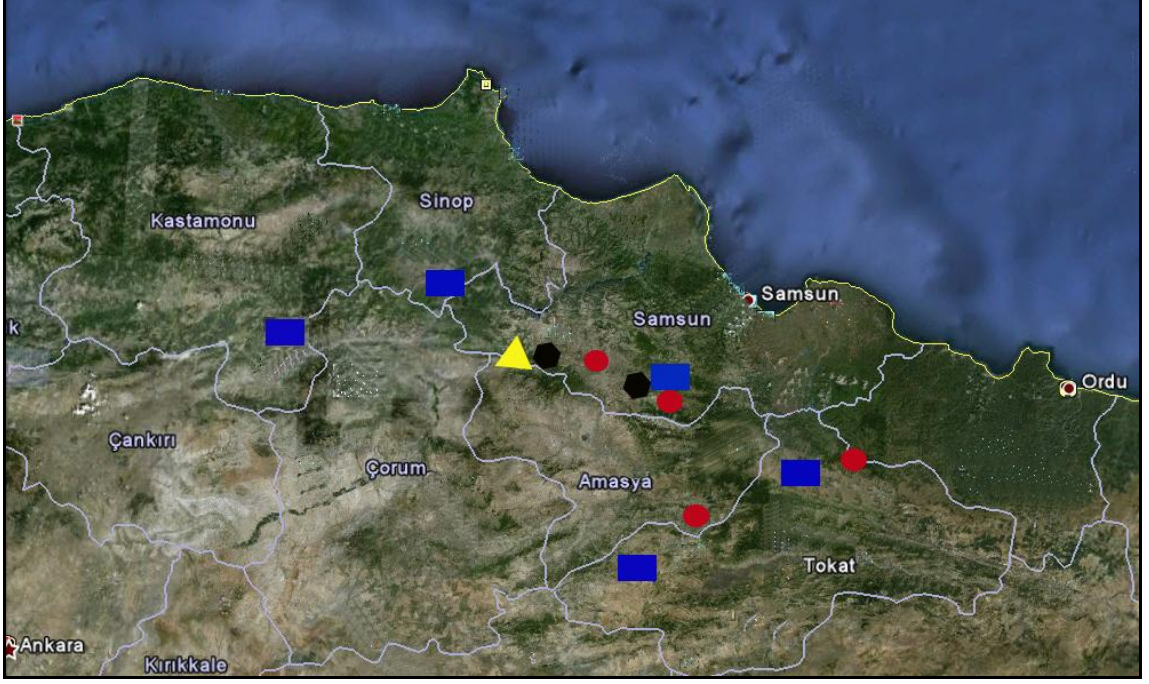 Sinop
Kastamonu
Samsun
Samsun
k
Ordu
Çankırı
Çorum
Amasya
Tokat
Ankara
Kırıkkale